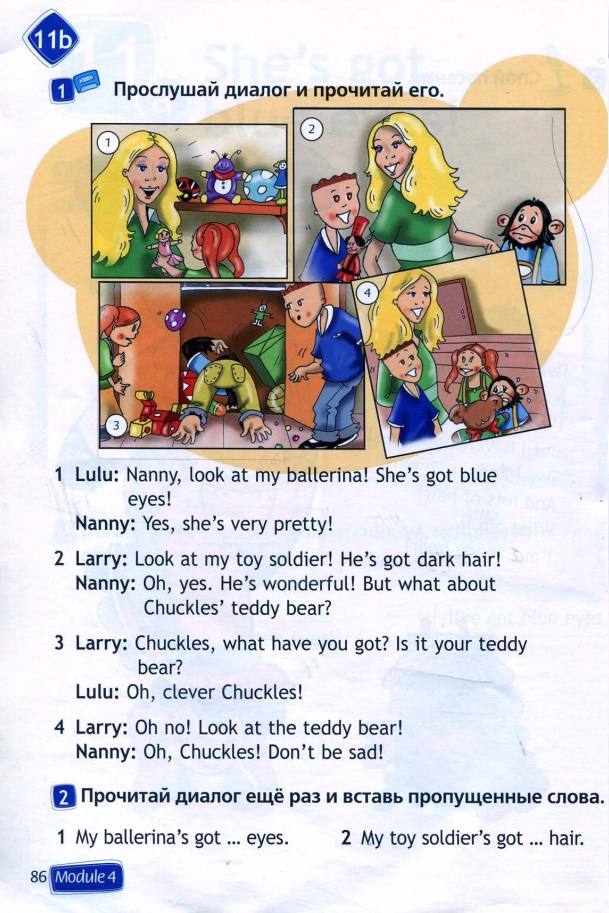 11b
1 Прослушай диалог и прочитай его.
1
2
3
4
1 Lulu: Nanny, look at my ballerina! She's got blue
eyes!
Nanny: Yes, she's very pretty!
2 Larry: Look at my toy soldier! He's got dark hair!
Nanny: Oh, yes. He's wonderful! But what about
Chuckles' teddy bear?
3 Larry: Chuckles, what have you got? Is it your teddy
bear?
Lulu: Oh, clever Chuckles!
4 Larry: Oh no! Look at the teddy bear!
Nanny: Oh, Chuckles! Don't be sad!
2 Прочитай диалог ещё раз и вставь пропущенные слова.
1 My ballerina's got ... eyes. 2 My toy soldier's got ... hair.
86 Module 4